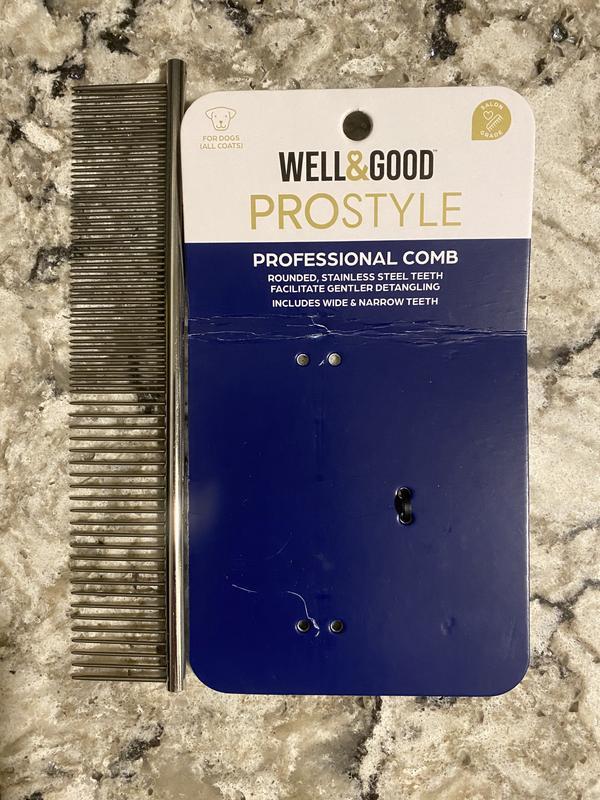 FOR DOGS
(ALL COATS)
SALON
GRADE
WELL&GOOD™
PROSTYLE
PROFESSIONAL COMB
ROUNDED, STAINLESS STEEL TEETH
FACILITATE GENTLER DETANGLING
INCLUDES WIDE & NARROW TEETH